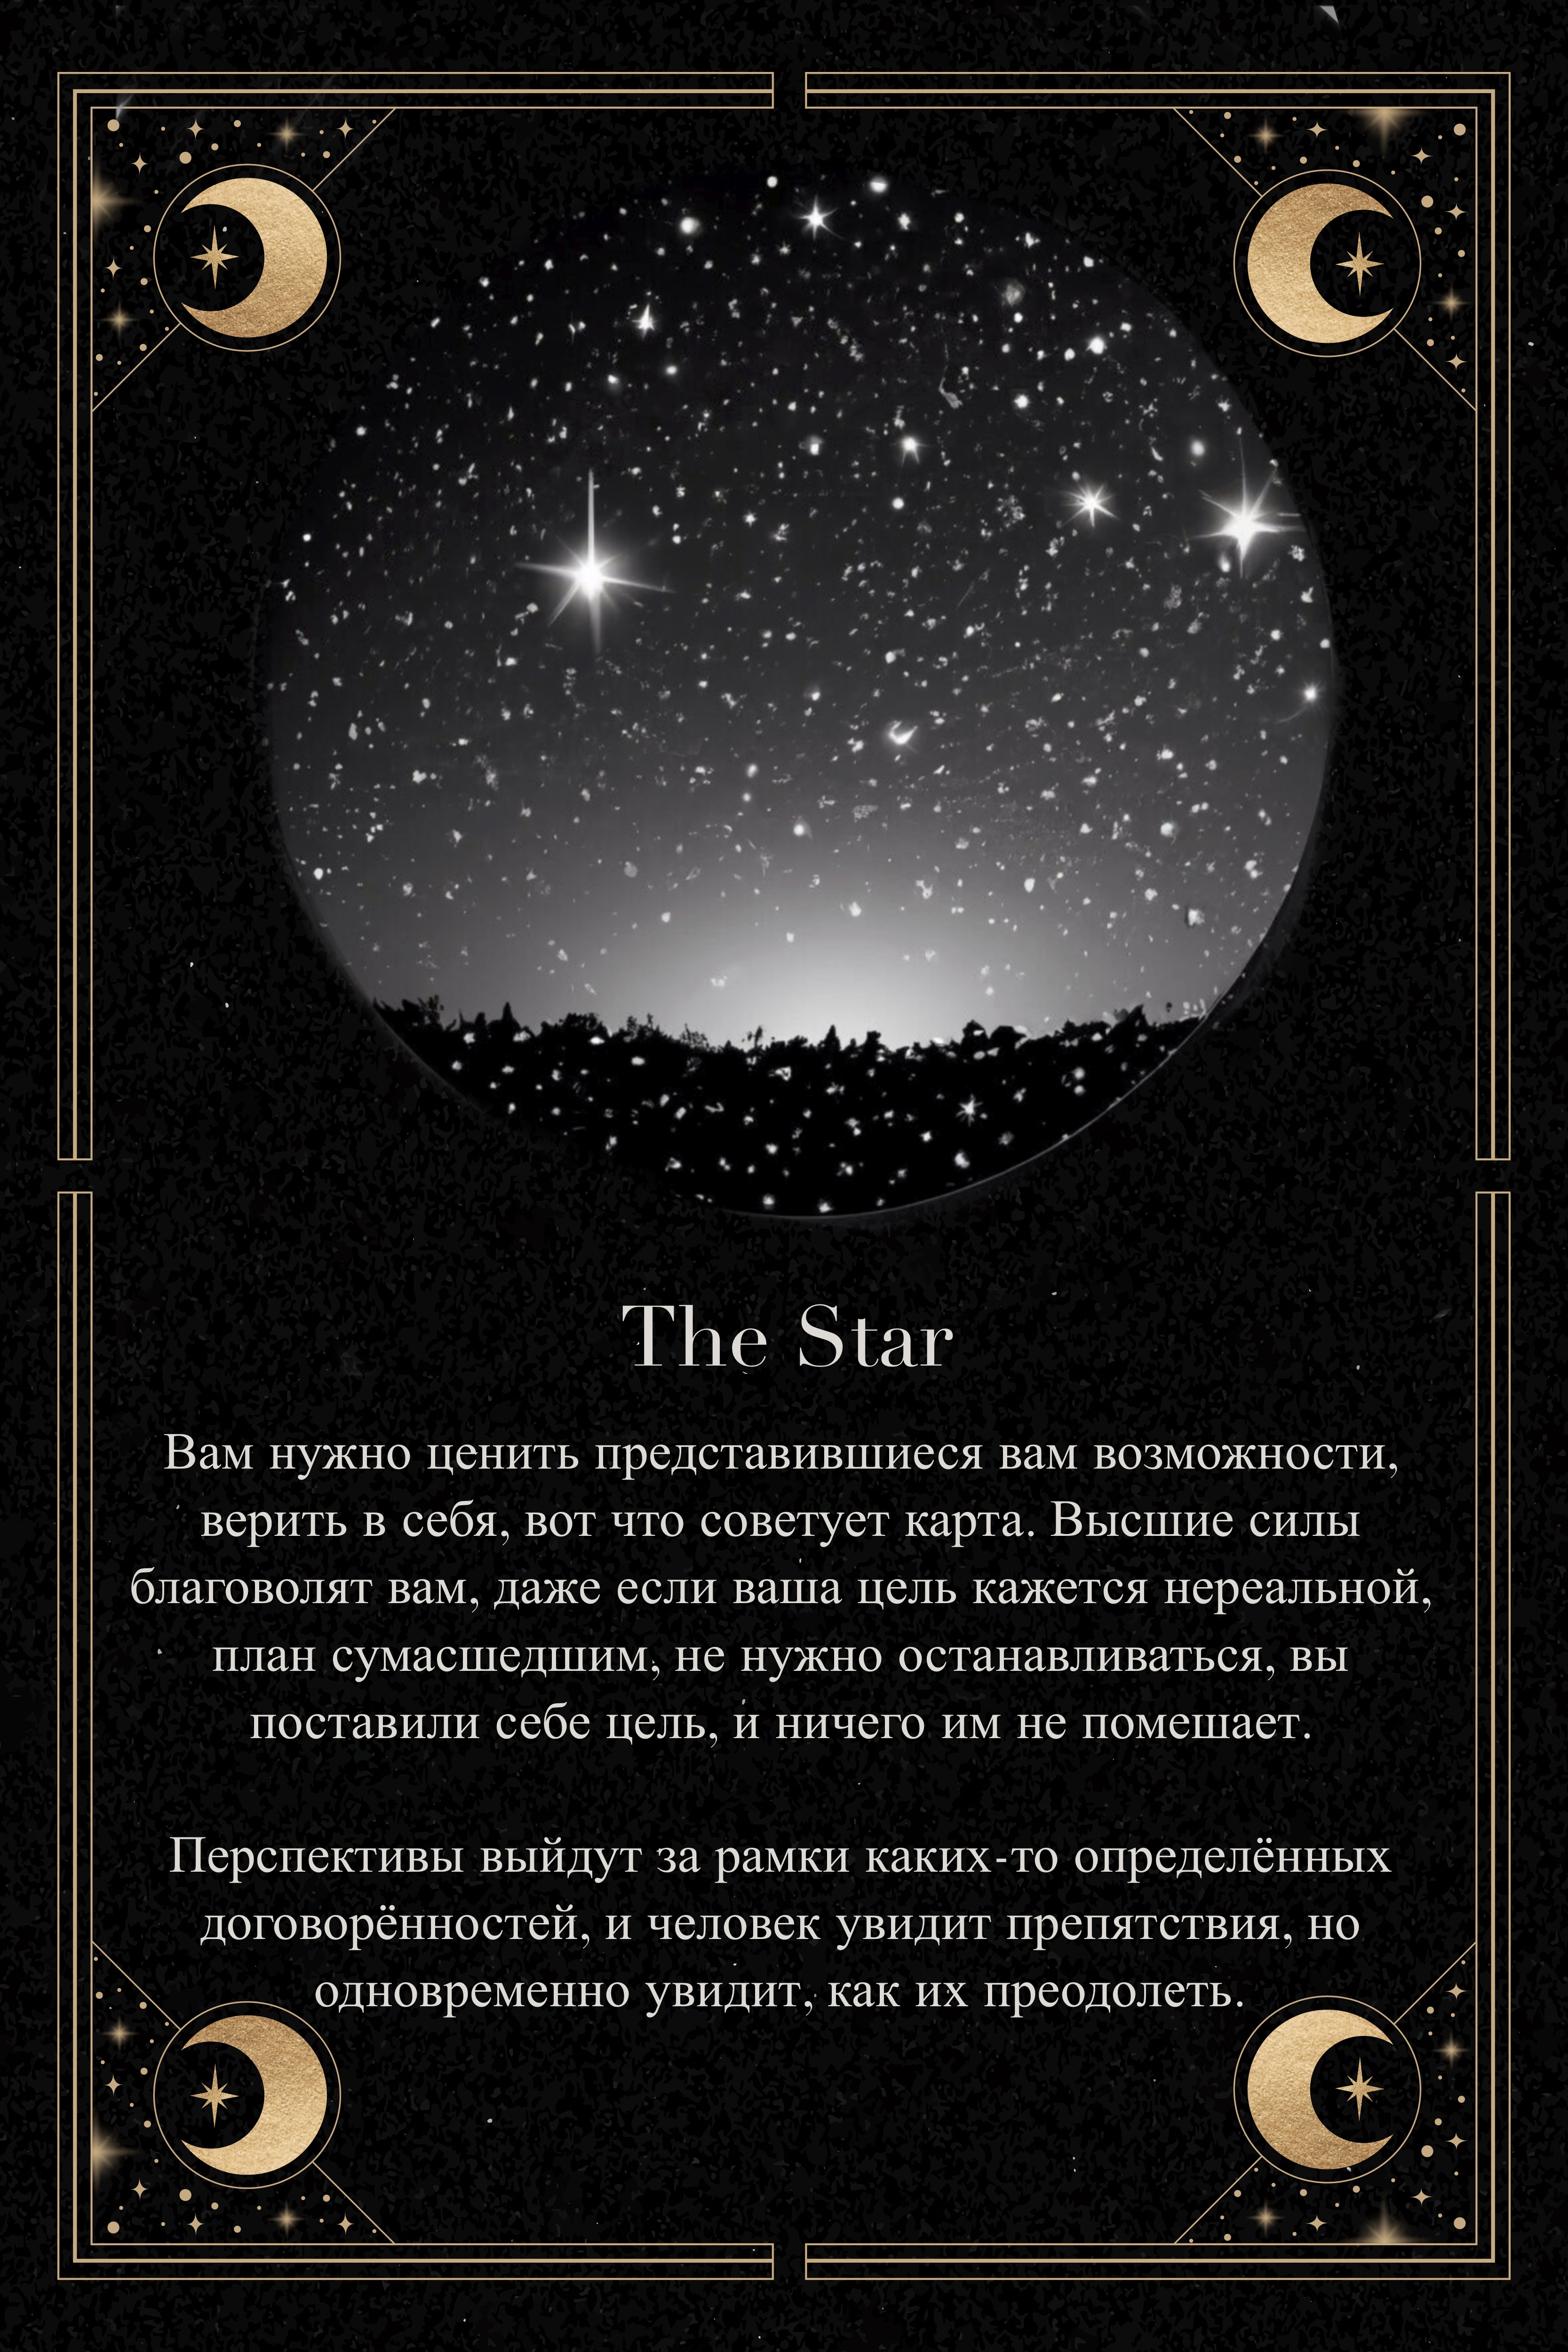 The Star
Вам нужно ценить представившиеся вам возможности,
верить в себя, вот что советует карта. Высшие силы
благоволят вам, даже если ваша цель кажется нереальной,
план сумасшедшим, не нужно останавливаться, вы
поставили себе цель, и ничего им не помешает.
Перспективы выйдут за рамки каких-то определённых
договорённостей, и человек увидит препятствия, но
одновременно увидит, как их преодолеть.